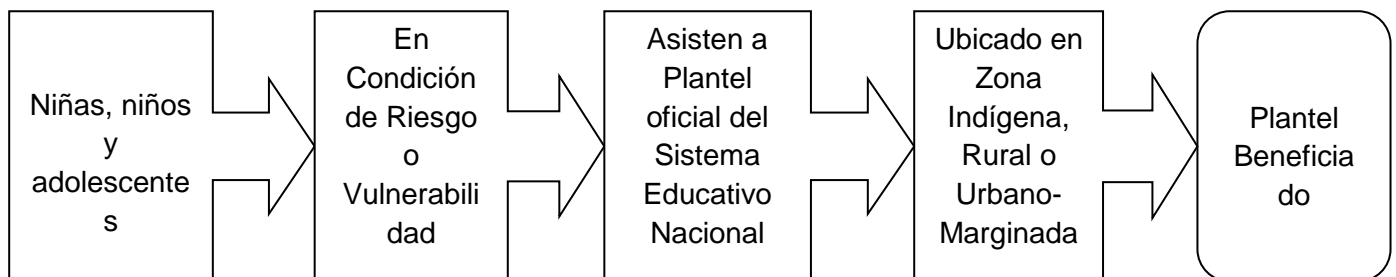 Niñas, niños
y
adolescente
s
En
Condición
de Riesgo
o
Vulnerabili
dad
Asisten a
Plantel
oficial del
Sistema
Educativo
Nacional
Ubicado en
Zona
Indígena,
Rural o
Urbano-
Marginada
Plantel
Beneficia
do